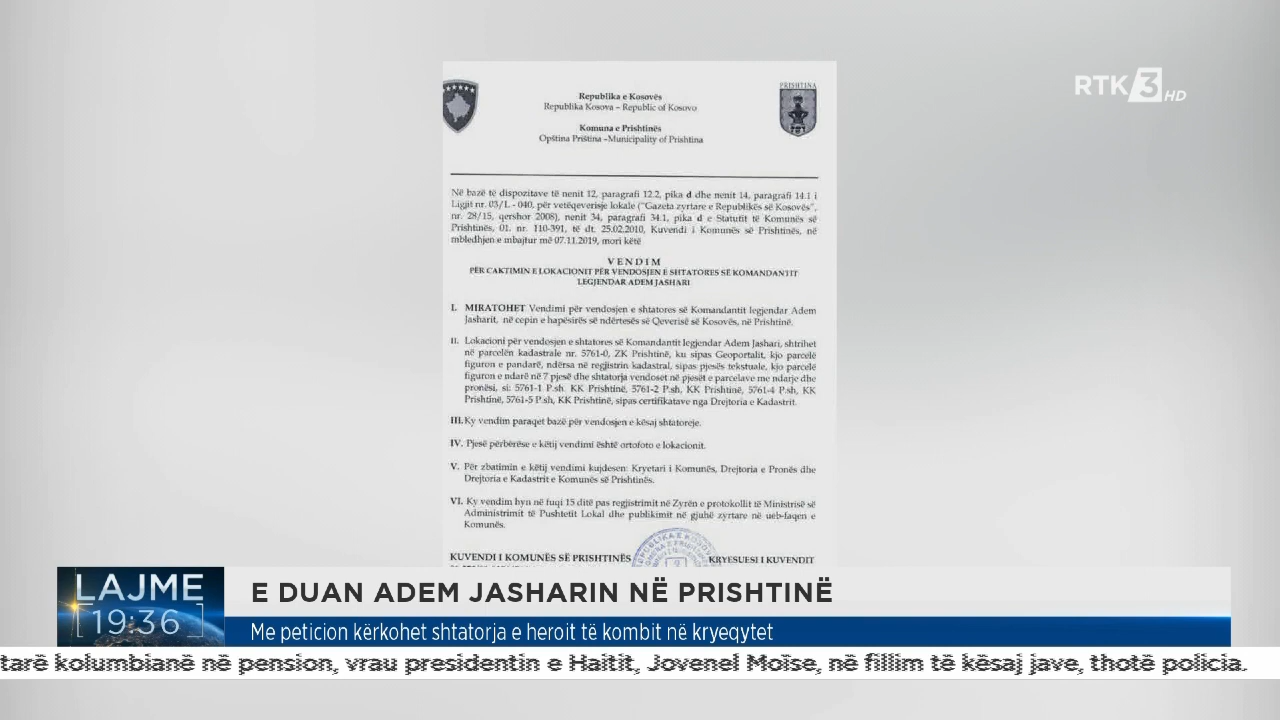 RTK 3 HD
PRISHTINA
Republika e Kosovës
Republika Kosova – Republic of Kosovo
Komuna e Prishtinës
Opština Priština –Municipality of Prishtina
Në bazë të dispozitave të nenit 12, paragrafi 12.2, pika d dhe nenit 14, paragrafi 14.1 i
Ligjit nr. 03/L - 040, për vetëqeverisje lokale ("Gazeta zyrtare e Republikës së Kosovës",
nr. 28/15, qershor 2008), nenit 34, paragrafi 34.1, pika d e Statutit të Komunës së
Prishtinës, 01. nr. 110-391, të dt. 25.02.2010, Kuvendi i Komunës së Prishtinës, në
mbledhjen e mbajtur më 07.11.2019, mori këtë
V E N D I M
PËR CAKTIMIN E LOKACIONIT PËR VENDOSJEN E SHTATORES SË KOMANDANTIT
LEGJENDAR ADEM JASHARI
I. MIRATOHET Vendimi për vendosjen e shtatores së Komandantit legjendar Adem
Jasharit, në cepin e hapësirës së ndërtesës së Qeverisë së Kosovës, në Prishtinë.
II. Lokacioni për vendosjen e shtatores së Komandantit legjendar Adem Jashari, shtrihet
në parcelën kadastrale nr. 5761-0, ZK Prishtinë, ku sipas Geoportalit, kjo parcelë
figuron e pandarë, ndërsa në regjistrin kadastral, sipas pjesës tekstuale, kjo parcelë
figuron e ndarë në 7 pjesë dhe shtatorja vendoset në pjesët e parcelave me ndarje dhe
pronësi, si: 5761-1 P.sh. KK Prishtinë, 5761-2 P.sh, KK Prishtinë, 5761-4 P.sh, KK
Prishtinë, 5761-5 P.sh, KK Prishtinë, sipas certifikatave nga Drejtoria e Kadastrit.
III. Ky vendim paraqet bazë për vendosjen e kësaj shtatoreje.
IV. Pjesë përbërëse e këtij vendimi është ortofoto e lokacionit.
V. Për zbatimin e këtij vendimi kujdesen: Kryetari i Komunës, Drejtoria e Pronës dhe
Drejtoria e Kadastrit e Komunës së Prishtinës.
VI. Ky vendim hyn në fuqi 15 ditë pas regjistrimit në Zyrën e protokollit të Ministrisë së
Administrimit të Pushtetit Lokal dhe publikimit në gjuhë zyrtare në ueb-faqen e
Komunës.
KUVENDI I KOMUNËS SË PRISHTINËS KRYESUESI I KUVENDIT
LAJME
19:36
E DUAN ADEM JASHARIN NË PRISHTINË
Me peticion kërkohet shtatorja e heroit të kombit në kryeqytet
tarë kolumbianë në pension, vrau presidentin e Haitit, Jovenel Moïse, në fillim të kësaj jave, thotë policia.